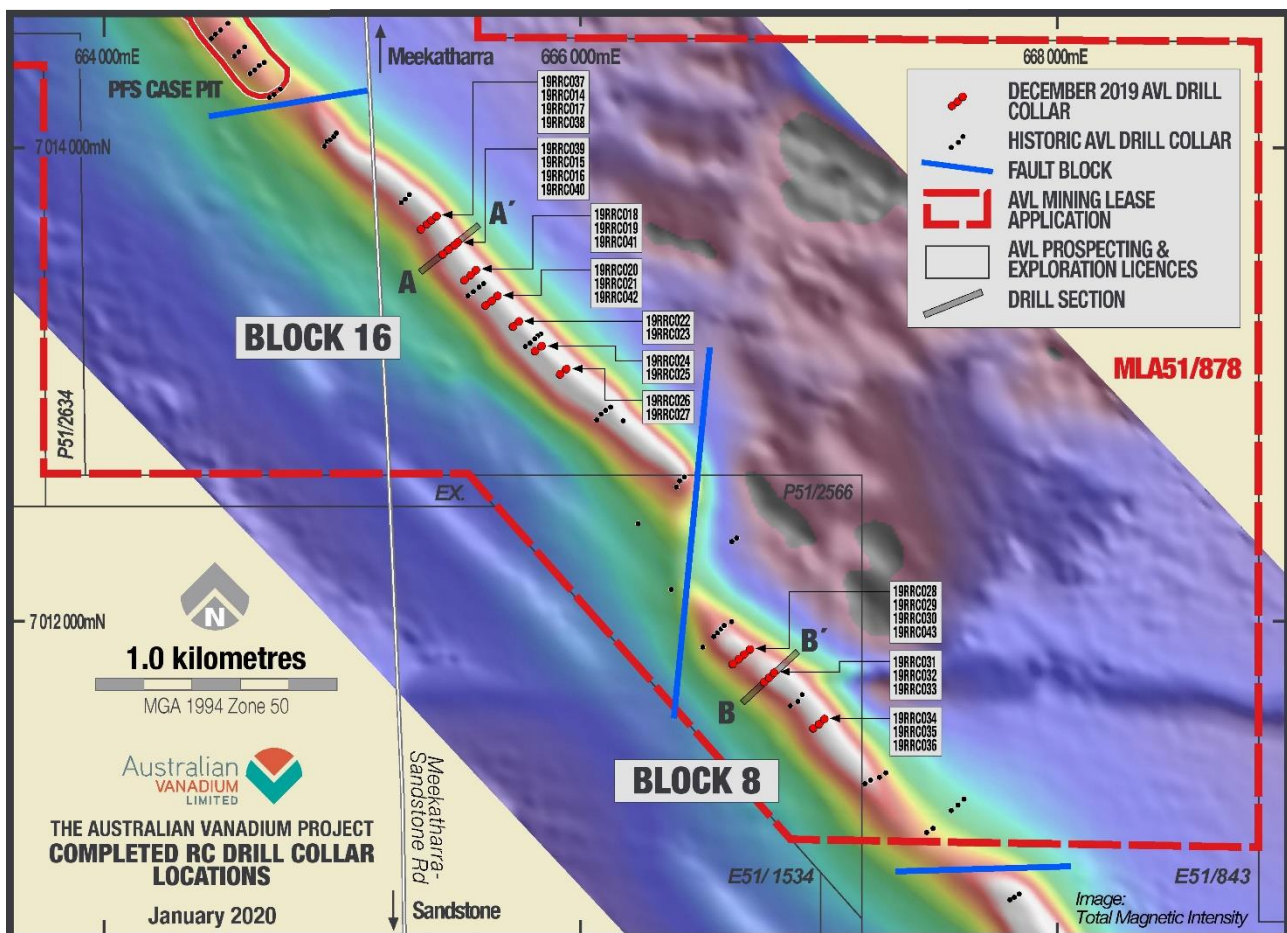 664 000mE
666 000mE
668 000mE
Meekatharra
PFS CASE PIT
7 014 000mN
19RRC037
19RRC014
19RRC017
19RRC038
19RRC039
19RRC015
19RRC016
19RRC040
19RRC018
19RRC019
19RRC041
19RRC020
19RRC021
19RRC042
19RRC022
19RRC023
19RRC024
19RRC025
19RRC026
19RRC027
DECEMBER 2019 AVL DRILL
COLLAR
HISTORIC AVL DRILL COLLAR
FAULT BLOCK
AVL MINING LEASE
APPLICATION
AVL PROSPECTING &
EXPLORATION LICENCES
DRILL SECTION
A´
A
BLOCK 16
MLA51/878
P51/2634
EX.
P51/2566
7 012 000mN
N
1.0 kilometres
MGA 1994 Zone 50
19RRC028
19RRC029
19RRC030
19RRC043
19RRC031
19RRC032
19RRC033
19RRC034
19RRC035
19RRC036
B´
B
BLOCK 8
Australian
VANADIUM
LIMITED
THE AUSTRALIAN VANADIUM PROJECT
COMPLETED RC DRILL COLLAR
LOCATIONS
January 2020
Meekatharra-
Sandstone Rd
Sandstone
E51/ 1534
E51/843
Image:
Total Magnetic Intensity